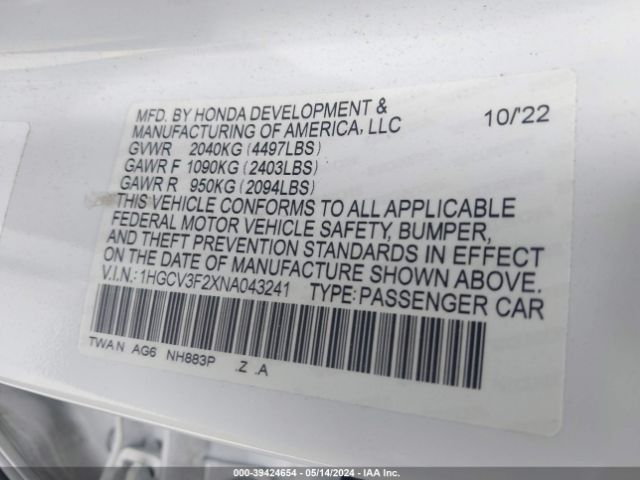 MFD. BY HONDA DEVELOPMENT &
MANUFACTURING OF AMERICA, LLC 10/'22
GVWR 2040KG (4497LBS)
GAWR F 1090KG (2403LBS)
GAWR R 950KG (2094LBS)
THIS VEHICLE CONFORMS TO ALL APPLICABLE
FEDERAL MOTOR VEHICLE SAFETY, BUMPER,
AND THEFT PREVENTION STANDARDS IN EFFECT
ON THE DATE OF MANUFACTURE SHOWN ABOVE.
V.I.N.:1HGCV3F2XNA043241 TYPE:PASSENGER CAR
TWAN AG6 NH883P .Z .A
000-39424654 - 05/14/2024 - IAAI.COM